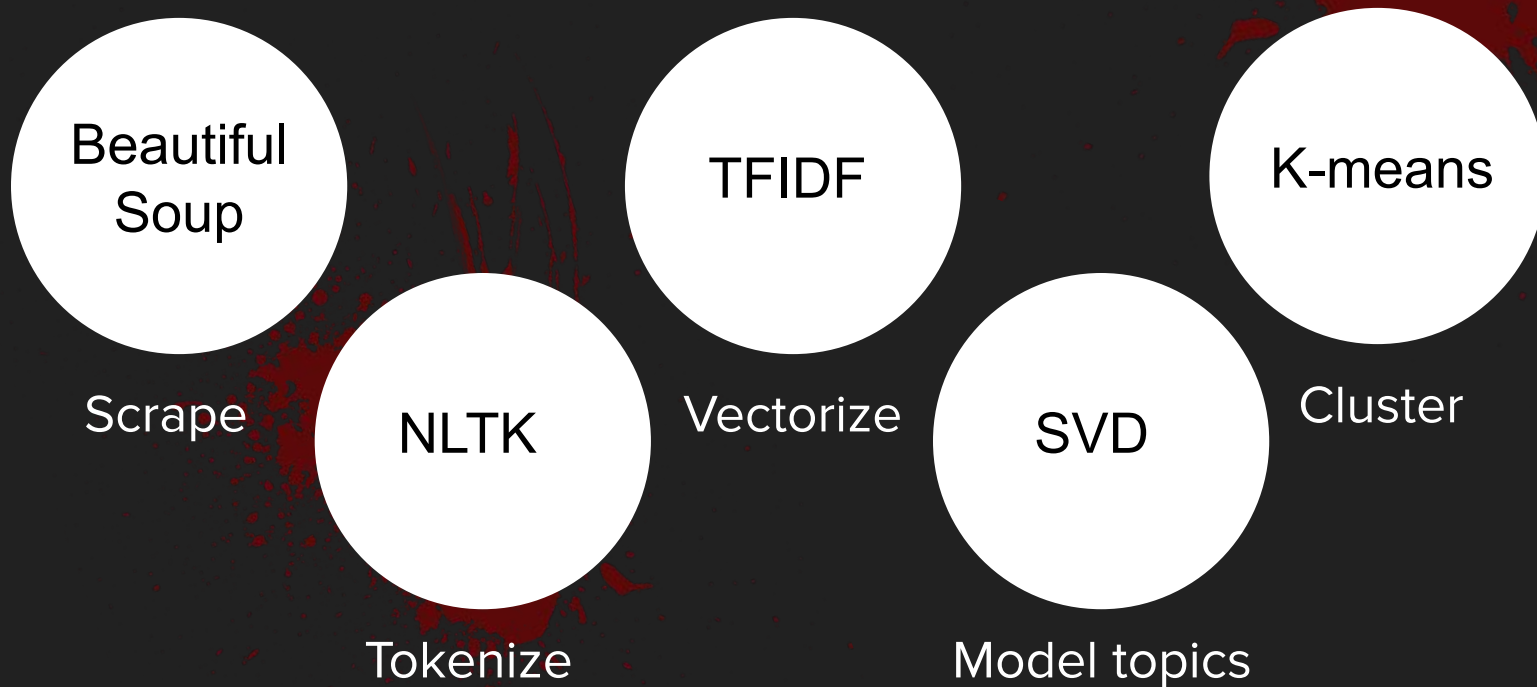 Beautiful
Soup
Scrape
NLTK
Tokenize
TFIDF
Vectorize
SVD
Model topics
K-means
Cluster